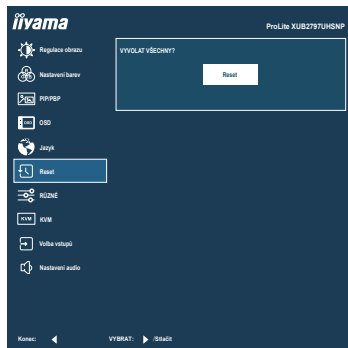 iiyama
ProLite XUB2797UHSNP
Regulace obrazu
VYVOLAT VŠECHNY?
Nastavení barev
Reset
PIP/PBP
OSD OSD
Jazyk
Reset
RŮZNÉ
KVM KVM
Volba vstupů
Nastavení audio
Konec:
VYBRAT: /Stlačit